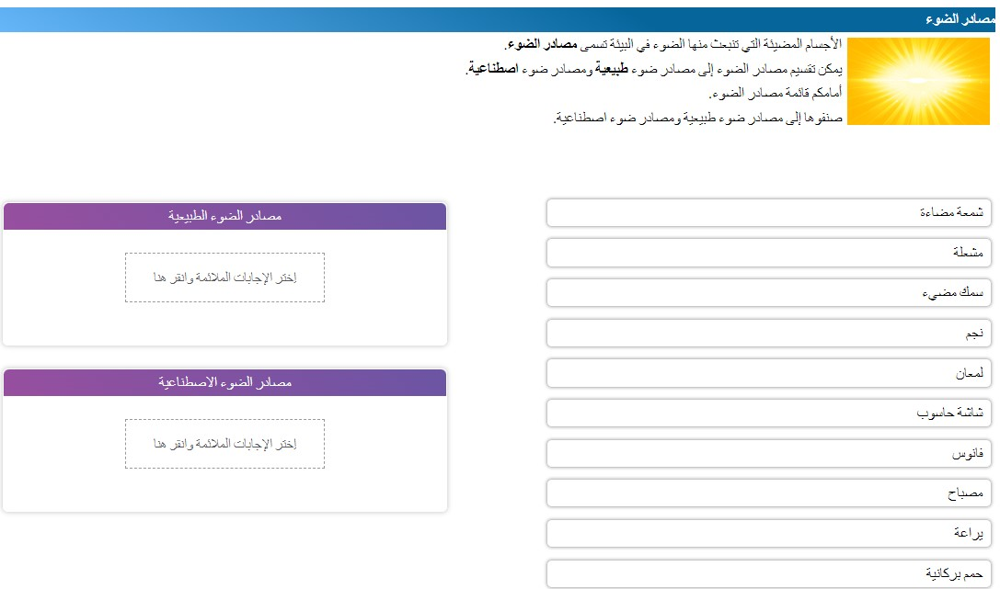 مصادر الضوء
الأجسام المضيئة التي تنبعث منها الضوء في البيئة تسمى مصادر الضوء.
يمكن تقسيم مصادر الضوء إلى مصادر ضوء طبيعية ومصادر ضوء اصطناعية.
أمامكم قائمة مصادر الضوء.
صنفوها إلى مصادر ضوء طبيعية ومصادر ضوء اصطناعية.
شمعة مضاءة
مشعلة
سمك مضيء
نجم
لمعان
شاشة حاسوب
فانوس
مصباح
يراعة
حمم بركانية
مصادر الضوء الطبيعية
إختر الإجابات الملائمة وانقر هنا
مصادر الضوء الاصطناعية
إختر الإجابات الملائمة وانقر هنا